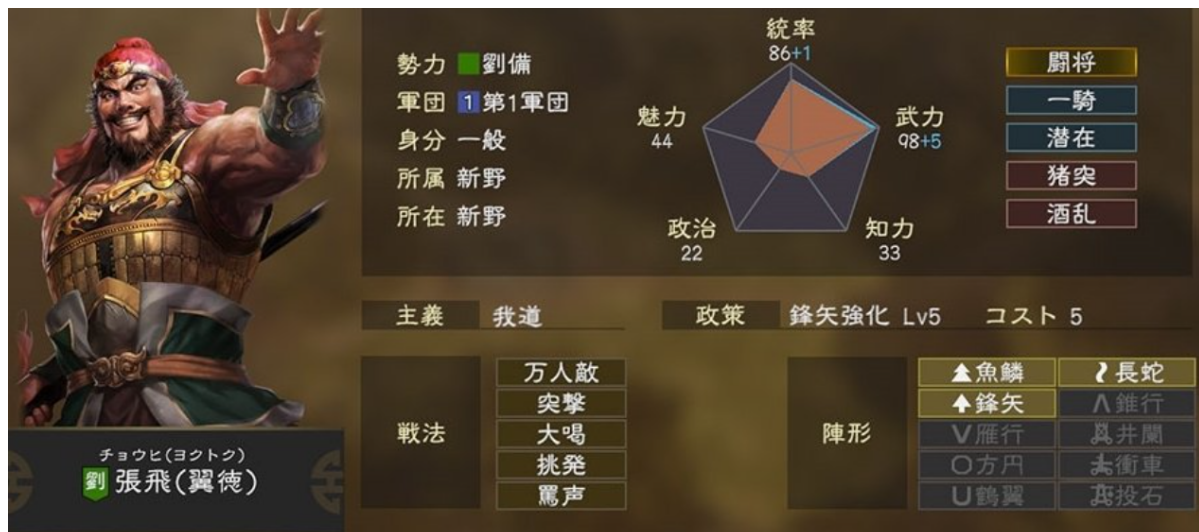 勢力 劉備
軍団 1 第1軍団
身分 一般
所属 新野
所在 新野
統率
86+1
武力
98+5
知力
33
政治
22
魅力
44
闘将
一騎
潜在
猪突
酒乱
主義 我道
政策 鋒矢強化 Lv5 コスト 5
戦法
万人敵
突撃
大喝
挑発
罵声
陣形
魚鱗 長蛇
鋒矢 錐行
雁行 井闌
方円 衝車
鶴翼 投石
チョウヒ(ヨクトク)
劉 張飛(翼徳)